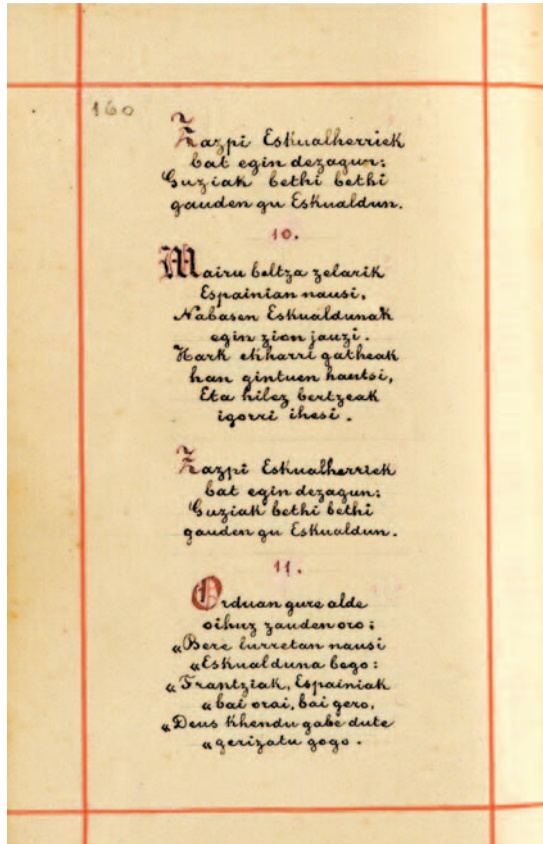 160
Zazpi Eskualherriek
bat egin dezagun:
Guziak bethi bethi
gauden gu Eskualdun.
10.
Mairu beltza zelarik
Espainian nausi,
Nabasen Eskualdunak
egin zion jauzi.
Hark ekharri gatheak
han gintuen hautsi,
Eta hilez bertzeak
igorri ihesi.
Zazpi Eskualherriek
bat egin dezagun:
Guziak bethi bethi
gauden gu Eskualdun.
11.
Orduan gure alde
oihuz zauden oro:
„Bere lurretan nausi
„Eskualduna bego:
„Frantziak, Espainiak
„bai orai, bai gero,
„Deus khendu gabe dute
„gerizatu gogo.